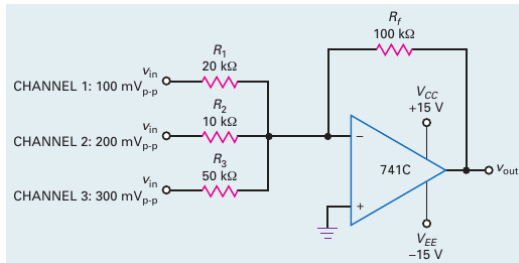 R_f
100 kΩ
R_1
20 kΩ
v_in
CHANNEL 1: 100 mV_p-p
R_2
10 kΩ
v_in
CHANNEL 2: 200 mV_p-p
R_3
50 kΩ
v_in
CHANNEL 3: 300 mV_p-p
V_CC
+15 V
−
741C
+
v_out
V_EE
−15 V